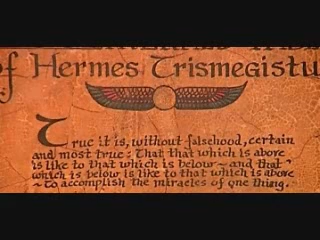 of Hermes Trismegistu
True it is, without falsehood, certain
and most true: That that which is above
is like to that which is below ~ and that
which is below is like to that which is above
~ To accomplish the miracles of one thing.